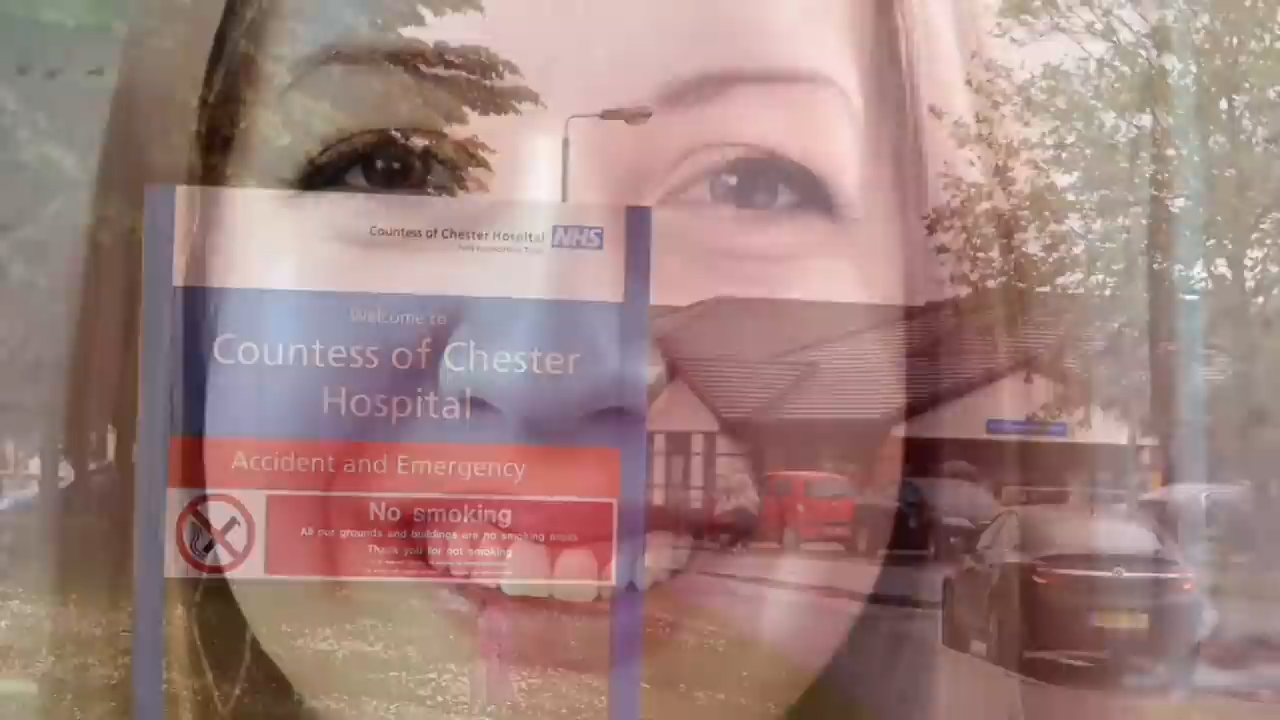 Countess of Chester Hospital NHS
Welcome to
Countess of Chester
Hospital
Accident and Emergency
No smoking
All our grounds and buildings are no smoking areas
Thank you for not smoking